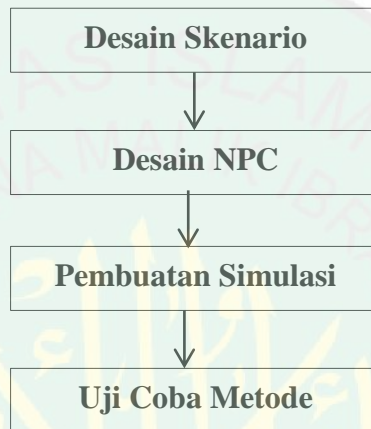 Desain Skenario
Desain NPC
Pembuatan Simulasi
Uji Coba Metode